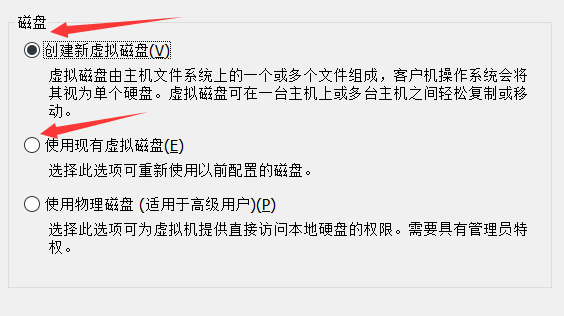 磁盘
创建新虚拟磁盘(V)
虚拟磁盘由主机文件系统上的一个或多个文件组成，客户机操作系统会将
其视为单个硬盘。虚拟磁盘可在一台主机上或多台主机之间轻松复制或移
动。
使用现有虚拟磁盘(E)
选择此选项可重新使用以前配置的磁盘。
使用物理磁盘 (适用于高级用户)(P)
选择此选项可为虚拟机提供直接访问本地硬盘的权限。需要具有管理员特
权。